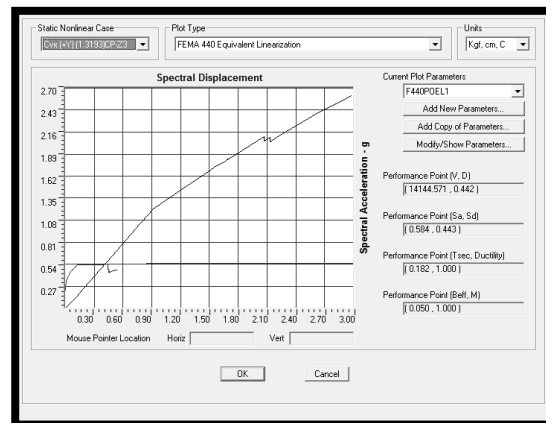 Static Nonlinear Case
Cvx (+Y) (1.3193)CP-Z3
Plot Type
FEMA 440 Equivalent Linearization
Units
Kgf, cm, C
Spectral Displacement
2.70
2.43
2.16
1.89
1.62
1.35
1.08
0.81
0.54
0.27
0.30 0.60 0.90 1.20 1.50 1.80 2.10 2.40 2.70 3.00
Spectral Acceleration - g
Mouse Pointer Location Horiz Vert
Current Plot Parameters
F440PDEL1
Add New Parameters...
Add Copy of Parameters...
Modify/Show Parameters...
Performance Point (V, D)
( 14144.571 , 0.442 )
Performance Point (Sa, Sd)
( 0.584 , 0.443 )
Performance Point (Tsec, Ductility)
( 0.182 , 1.000 )
Performance Point (Beff, M)
( 0.050 , 1.000 )
OK Cancel